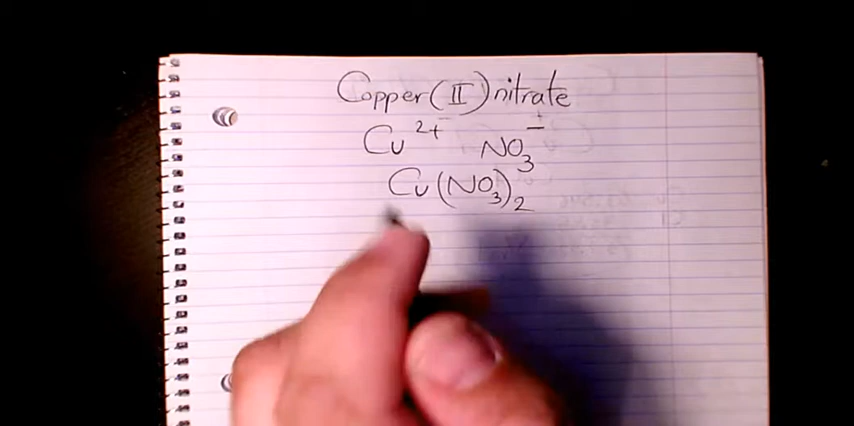 Copper(II)nitrate
Cu²⁺ NO₃⁻
Cu(NO₃)₂